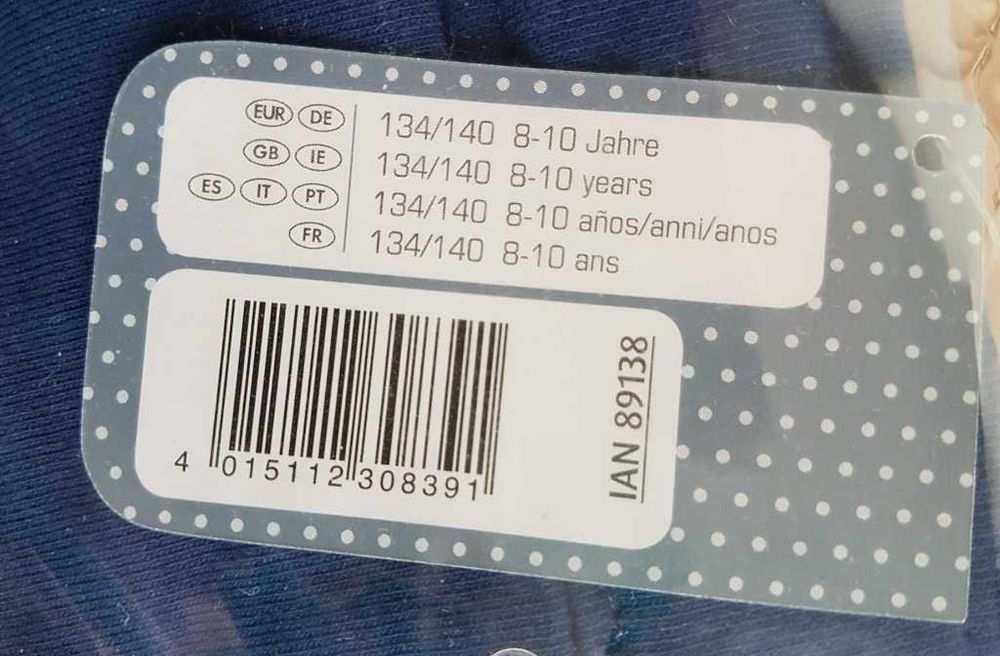 EUR DE 134/140 8-10 Jahre
GB IE 134/140 8-10 years
ES IT PT 134/140 8-10 años/anni/anos
FR 134/140 8-10 ans
4 015112 308391
IAN 89138